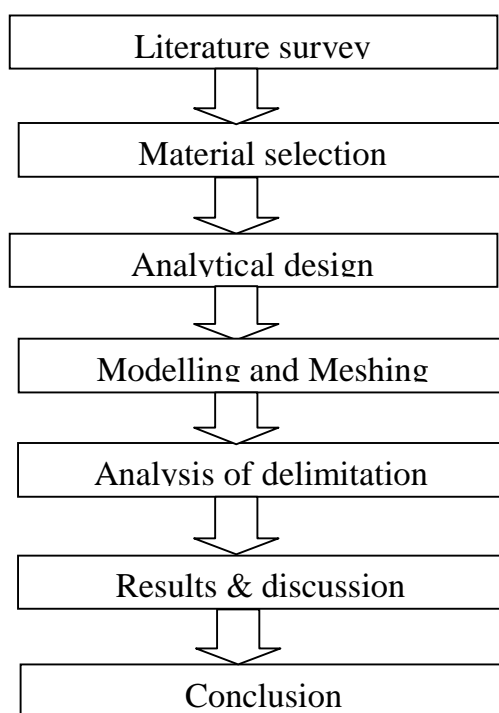 Literature survey
Material selection
Analytical design
Modelling and Meshing
Analysis of delimitation
Results & discussion
Conclusion